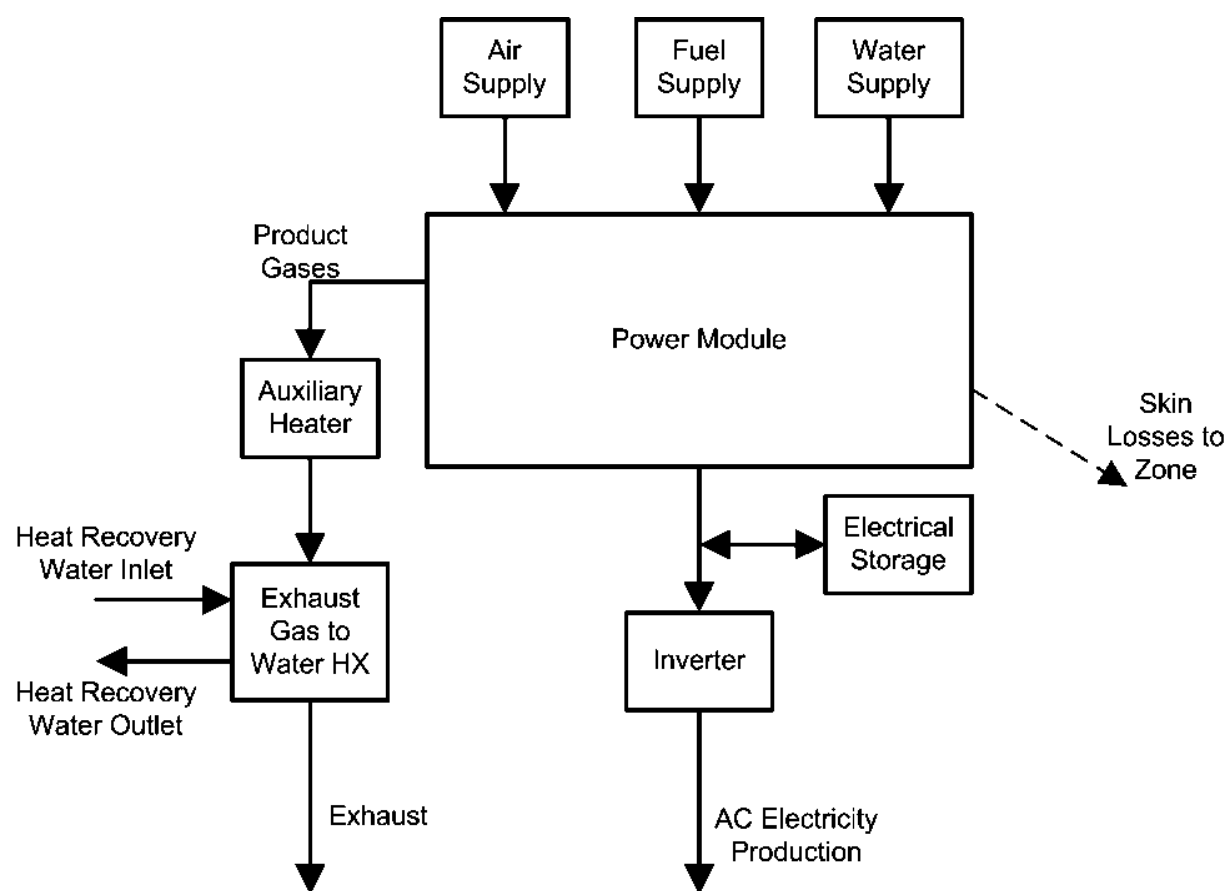 Air
Supply
Fuel
Supply
Water
Supply
Product
Gases
Power Module
Auxiliary
Heater
Skin
Losses to
Zone
Heat Recovery
Water Inlet
Electrical
Storage
Exhaust
Gas to
Water HX
Inverter
Heat Recovery
Water Outlet
Exhaust
AC Electricity
Production